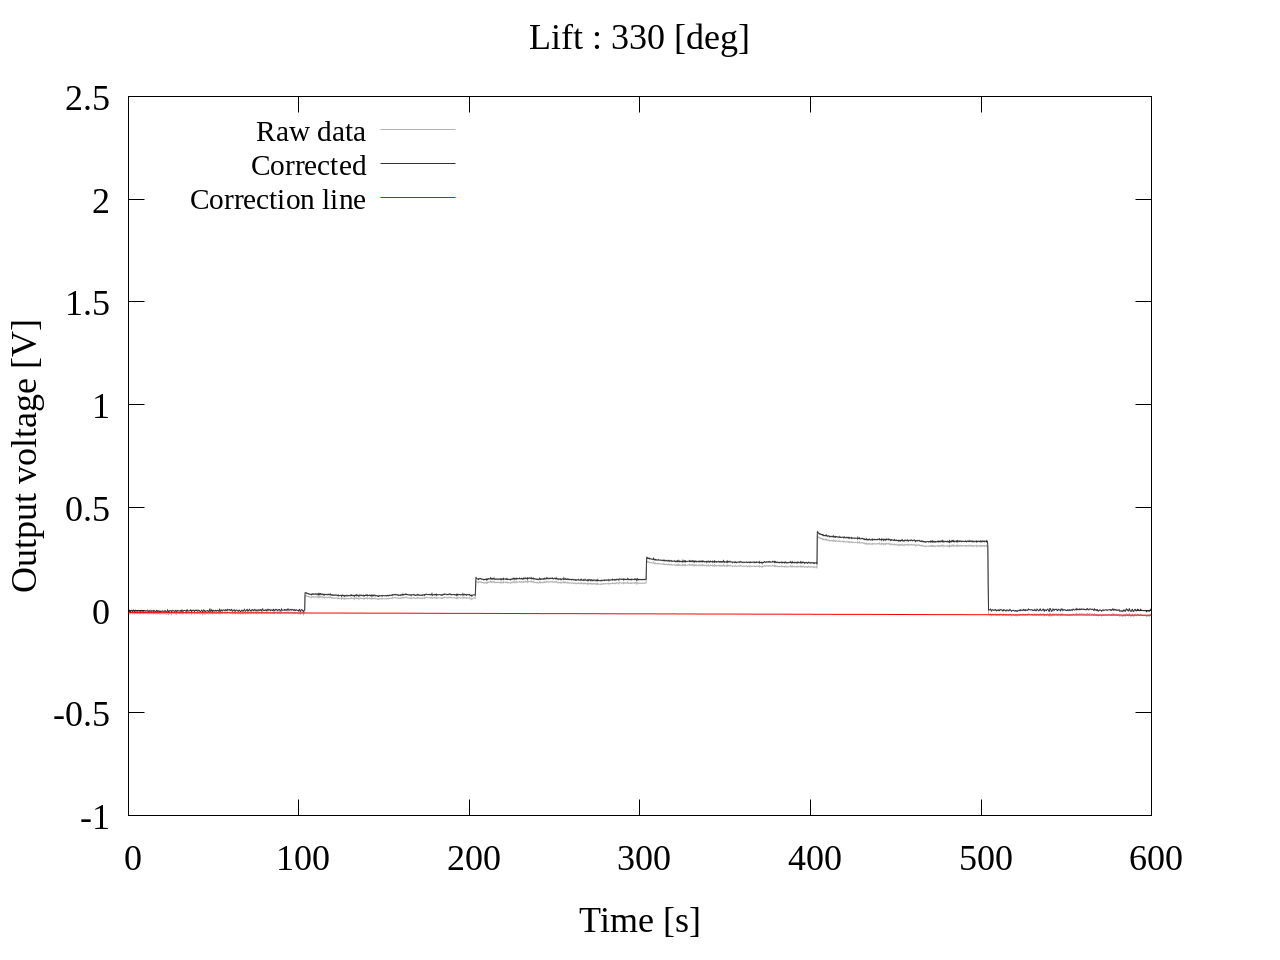 Lift : 330 [deg]
2.5
2
1.5
1
0.5
0
-0.5
-1
Output voltage [V]
Raw data
Corrected
Correction line
0 100 200 300 400 500 600
Time [s]